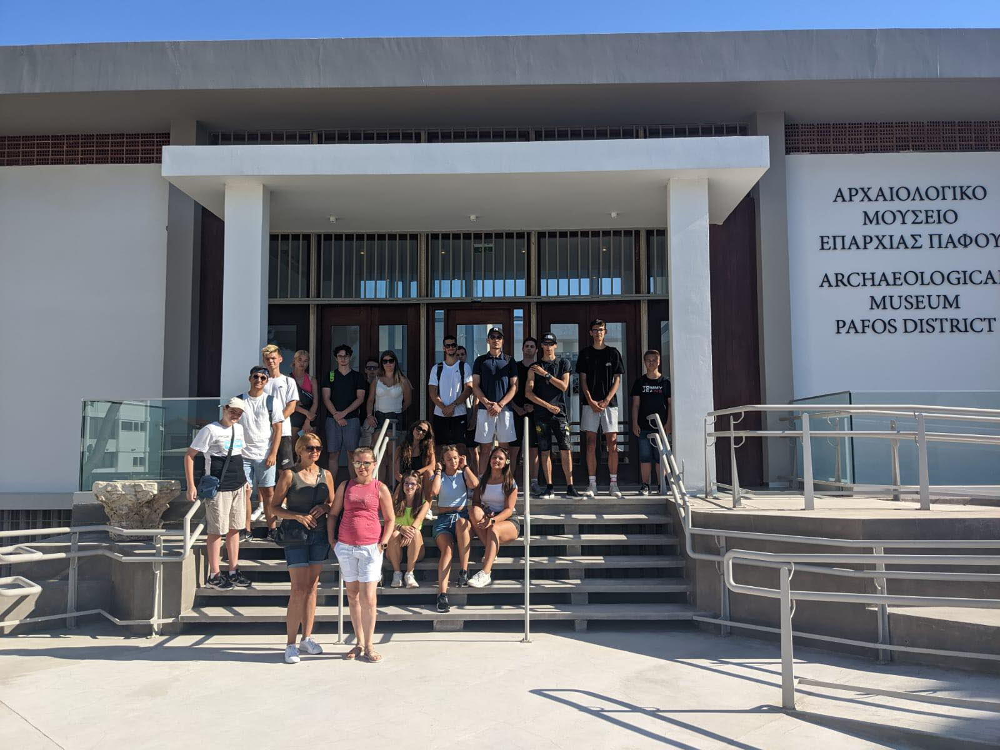 ΑΡΧΑΙΟΛΟΓΙΚΟ
ΜΟΥΣΕΙΟ
ΕΠΑΡΧΙΑΣ ΠΑΦΟΥ
ARCHAEOLOGICAL
MUSEUM
PAFOS DISTRICT
TOMMY
JEANS